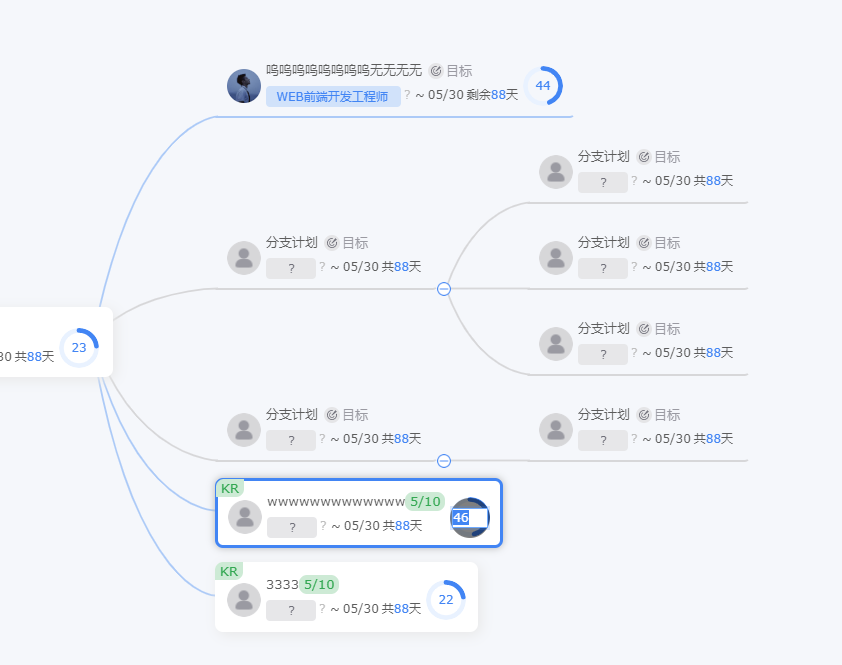 呜呜呜呜呜呜呜呜无无无无 目标
WEB前端开发工程师 ? ~ 05/30 剩余88天
44
分支计划 目标
? ? ~ 05/30 共88天
分支计划 目标
? ? ~ 05/30 共88天
分支计划 目标
? ? ~ 05/30 共88天
分支计划 目标
? ? ~ 05/30 共88天
30 共88天
23
分支计划 目标
? ? ~ 05/30 共88天
分支计划 目标
? ? ~ 05/30 共88天
KR
wwwwwwwwwwwww 5/10
? ? ~ 05/30 共88天
46
KR
3333 5/10
? ? ~ 05/30 共88天
22